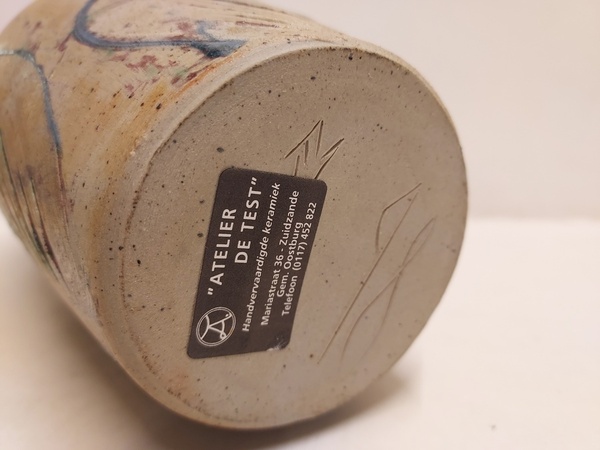 "ATELIER
DE TEST"
Handvervaardigde keramiek
Mariastraat 36 - Zuidzande
Gem. Oostburg
Telefoon (0117) 452 822